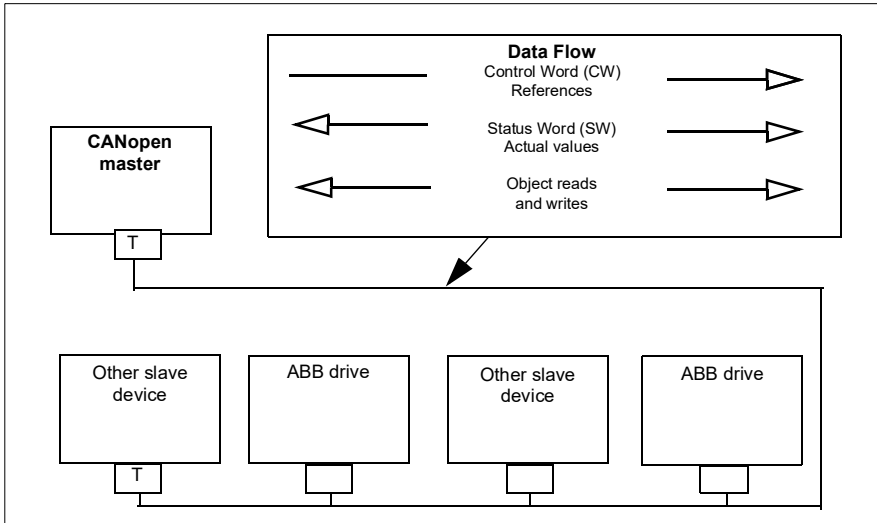 Data Flow
Control Word (CW)
References
Status Word (SW)
Actual values
Object reads
and writes
CANopen
master
T
Other slave
device
ABB drive
Other slave
device
ABB drive
T